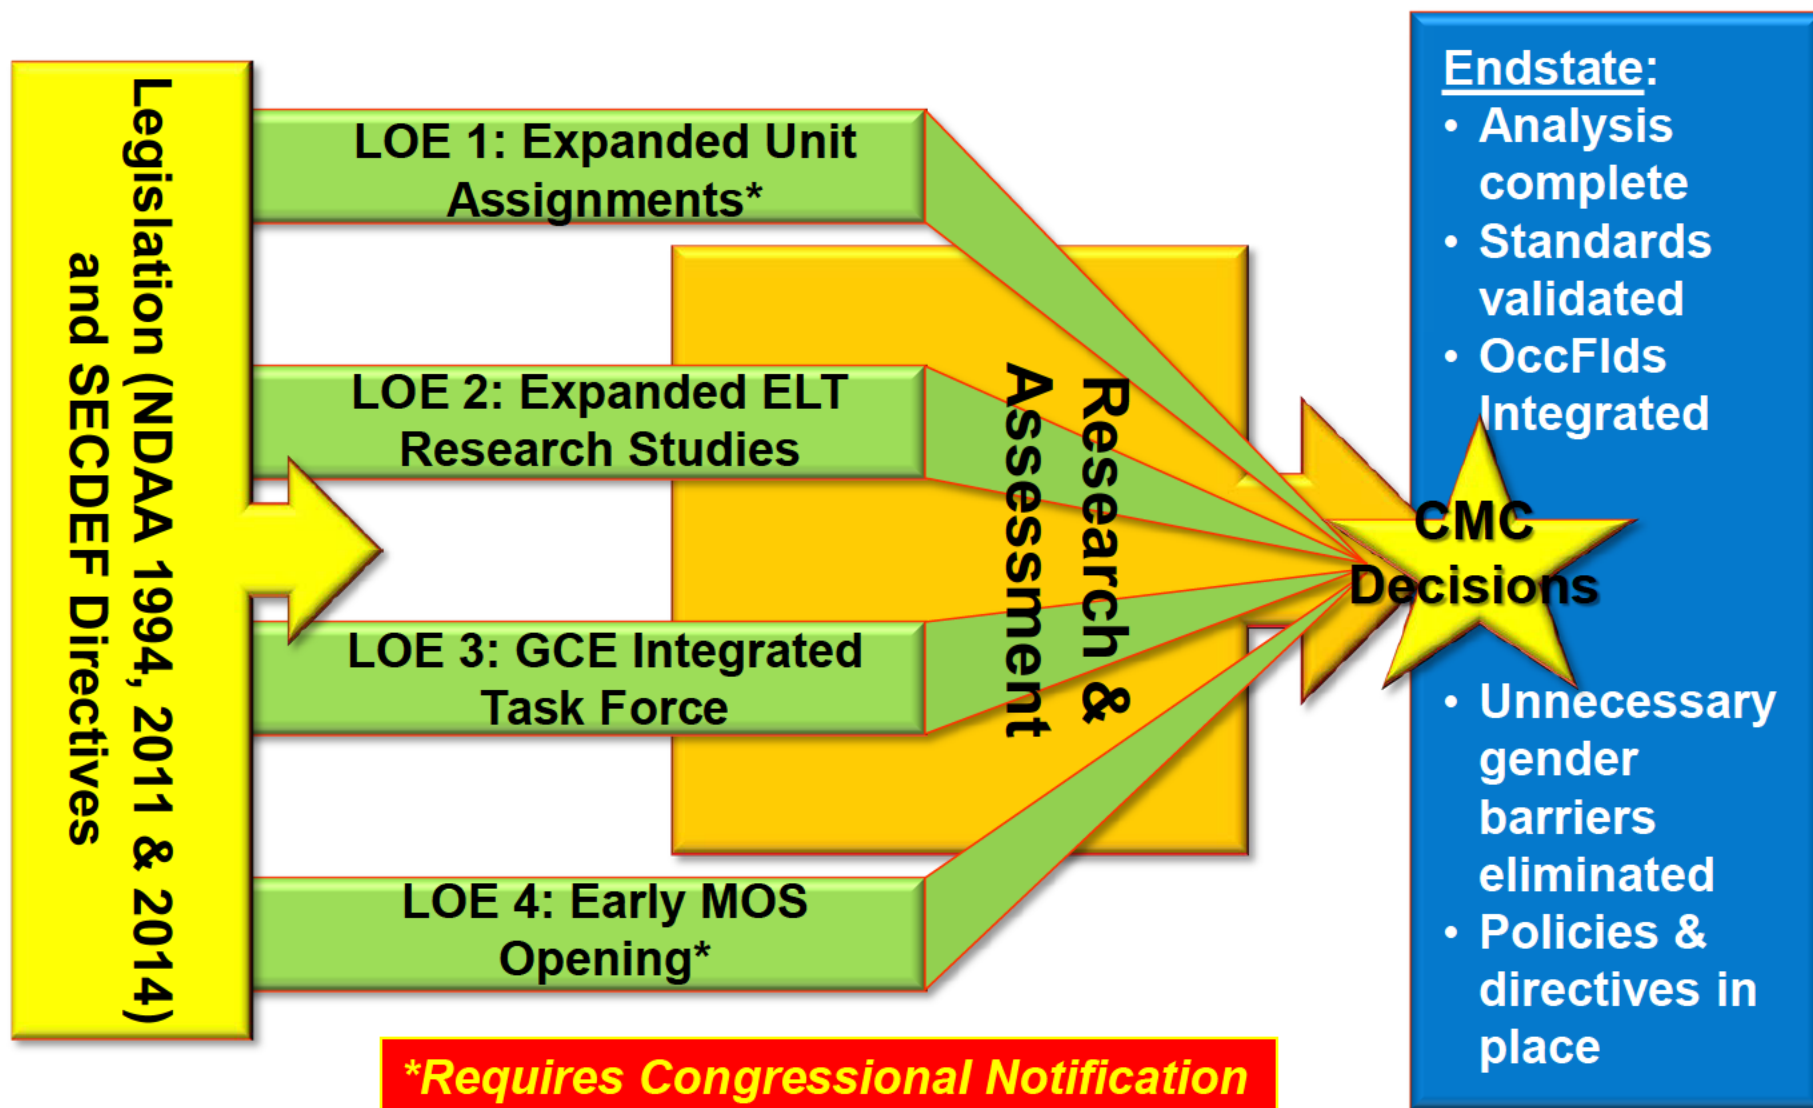 Legislation (NDAA 1994, 2011 & 2014)
and SECDEF Directives
LOE 1: Expanded Unit
Assignments*
LOE 2: Expanded ELT
Research Studies
LOE 3: GCE Integrated
Task Force
LOE 4: Early MOS
Opening*
Research &
Assessment
CMC
Decisions
Endstate:
• Analysis
complete
• Standards
validated
• OccFlds
Integrated
• Unnecessary
gender
barriers
eliminated
• Policies &
directives in
place
*Requires Congressional Notification